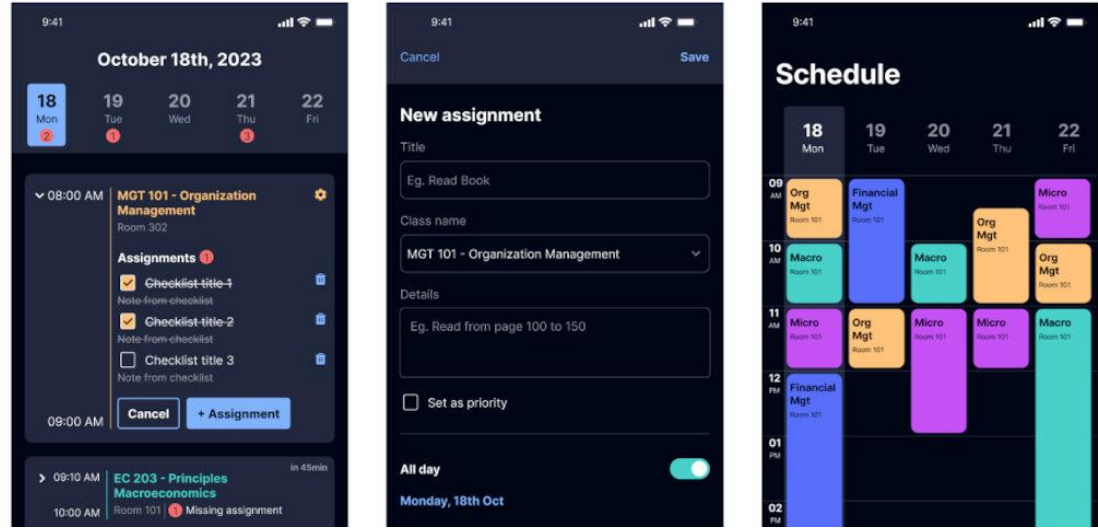 9:41
October 18th, 2023
18 19 20 21 22
Mon Tue Wed Thu Fri
2 1 3
08:00 AM
MGT 101 - Organization
Management
Room 302
Assignments 1
Checklist title 1
Note from checklist
Checklist title 2
Note from checklist
Checklist title 3
Note from checklist
09:00 AM
Cancel + Assignment
in 45min
09:10 AM
EC 203 - Principles
Macroeconomics
10:00 AM
Room 101 1 Missing assignment
9:41
Cancel Save
New assignment
Title
Eg. Read Book
Class name
MGT 101 - Organization Management
Details
Eg. Read from page 100 to 150
Set as priority
All day
Monday, 18th Oct
9:41
Schedule
18 19 20 21 22
Mon Tue Wed Thu Fri
09
AM
Org
Mgt
Room 101
Financial
Mgt
Room 101
Micro
Room 101
Org
Mgt
Room 101
10
AM
Macro
Room 101
Macro
Room 101
Org
Mgt
Room 101
11
AM
Micro
Room 101
Org
Mgt
Room 101
Micro
Room 101
Micro
Room 101
Macro
Room 101
12
PM
Financial
Mgt
Room 101
01
PM
02
PM